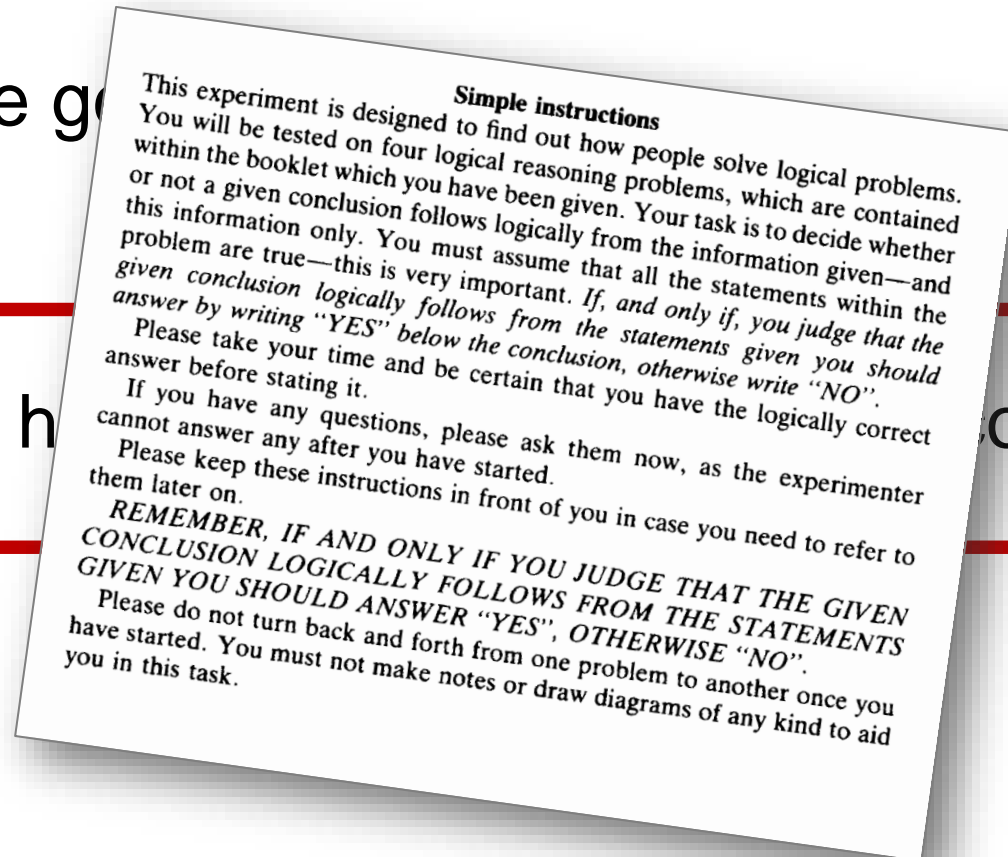 e g
h
Simple instructions
This experiment is designed to find out how people solve logical problems.
You will be tested on four logical reasoning problems, which are contained
within the booklet which you have been given. Your task is to decide whether
or not a given conclusion follows logically from the information given—and
this information only. You must assume that all the statements within the
problem are true—this is very important. If, and only if, you judge that the
given conclusion logically follows from the statements given you should
answer by writing “YES” below the conclusion, otherwise write “NO”.
Please take your time and be certain that you have the logically correct
answer before stating it.
If you have any questions, please ask them now, as the experimenter
cannot answer any after you have started.
Please keep these instructions in front of you in case you need to refer to
them later on.
REMEMBER, IF AND ONLY IF YOU JUDGE THAT THE GIVEN
CONCLUSION LOGICALLY FOLLOWS FROM THE STATEMENTS
GIVEN YOU SHOULD ANSWER “YES”, OTHERWISE “NO”.
Please do not turn back and forth from one problem to another once you
have started. You must not make notes or draw diagrams of any kind to aid
you in this task.